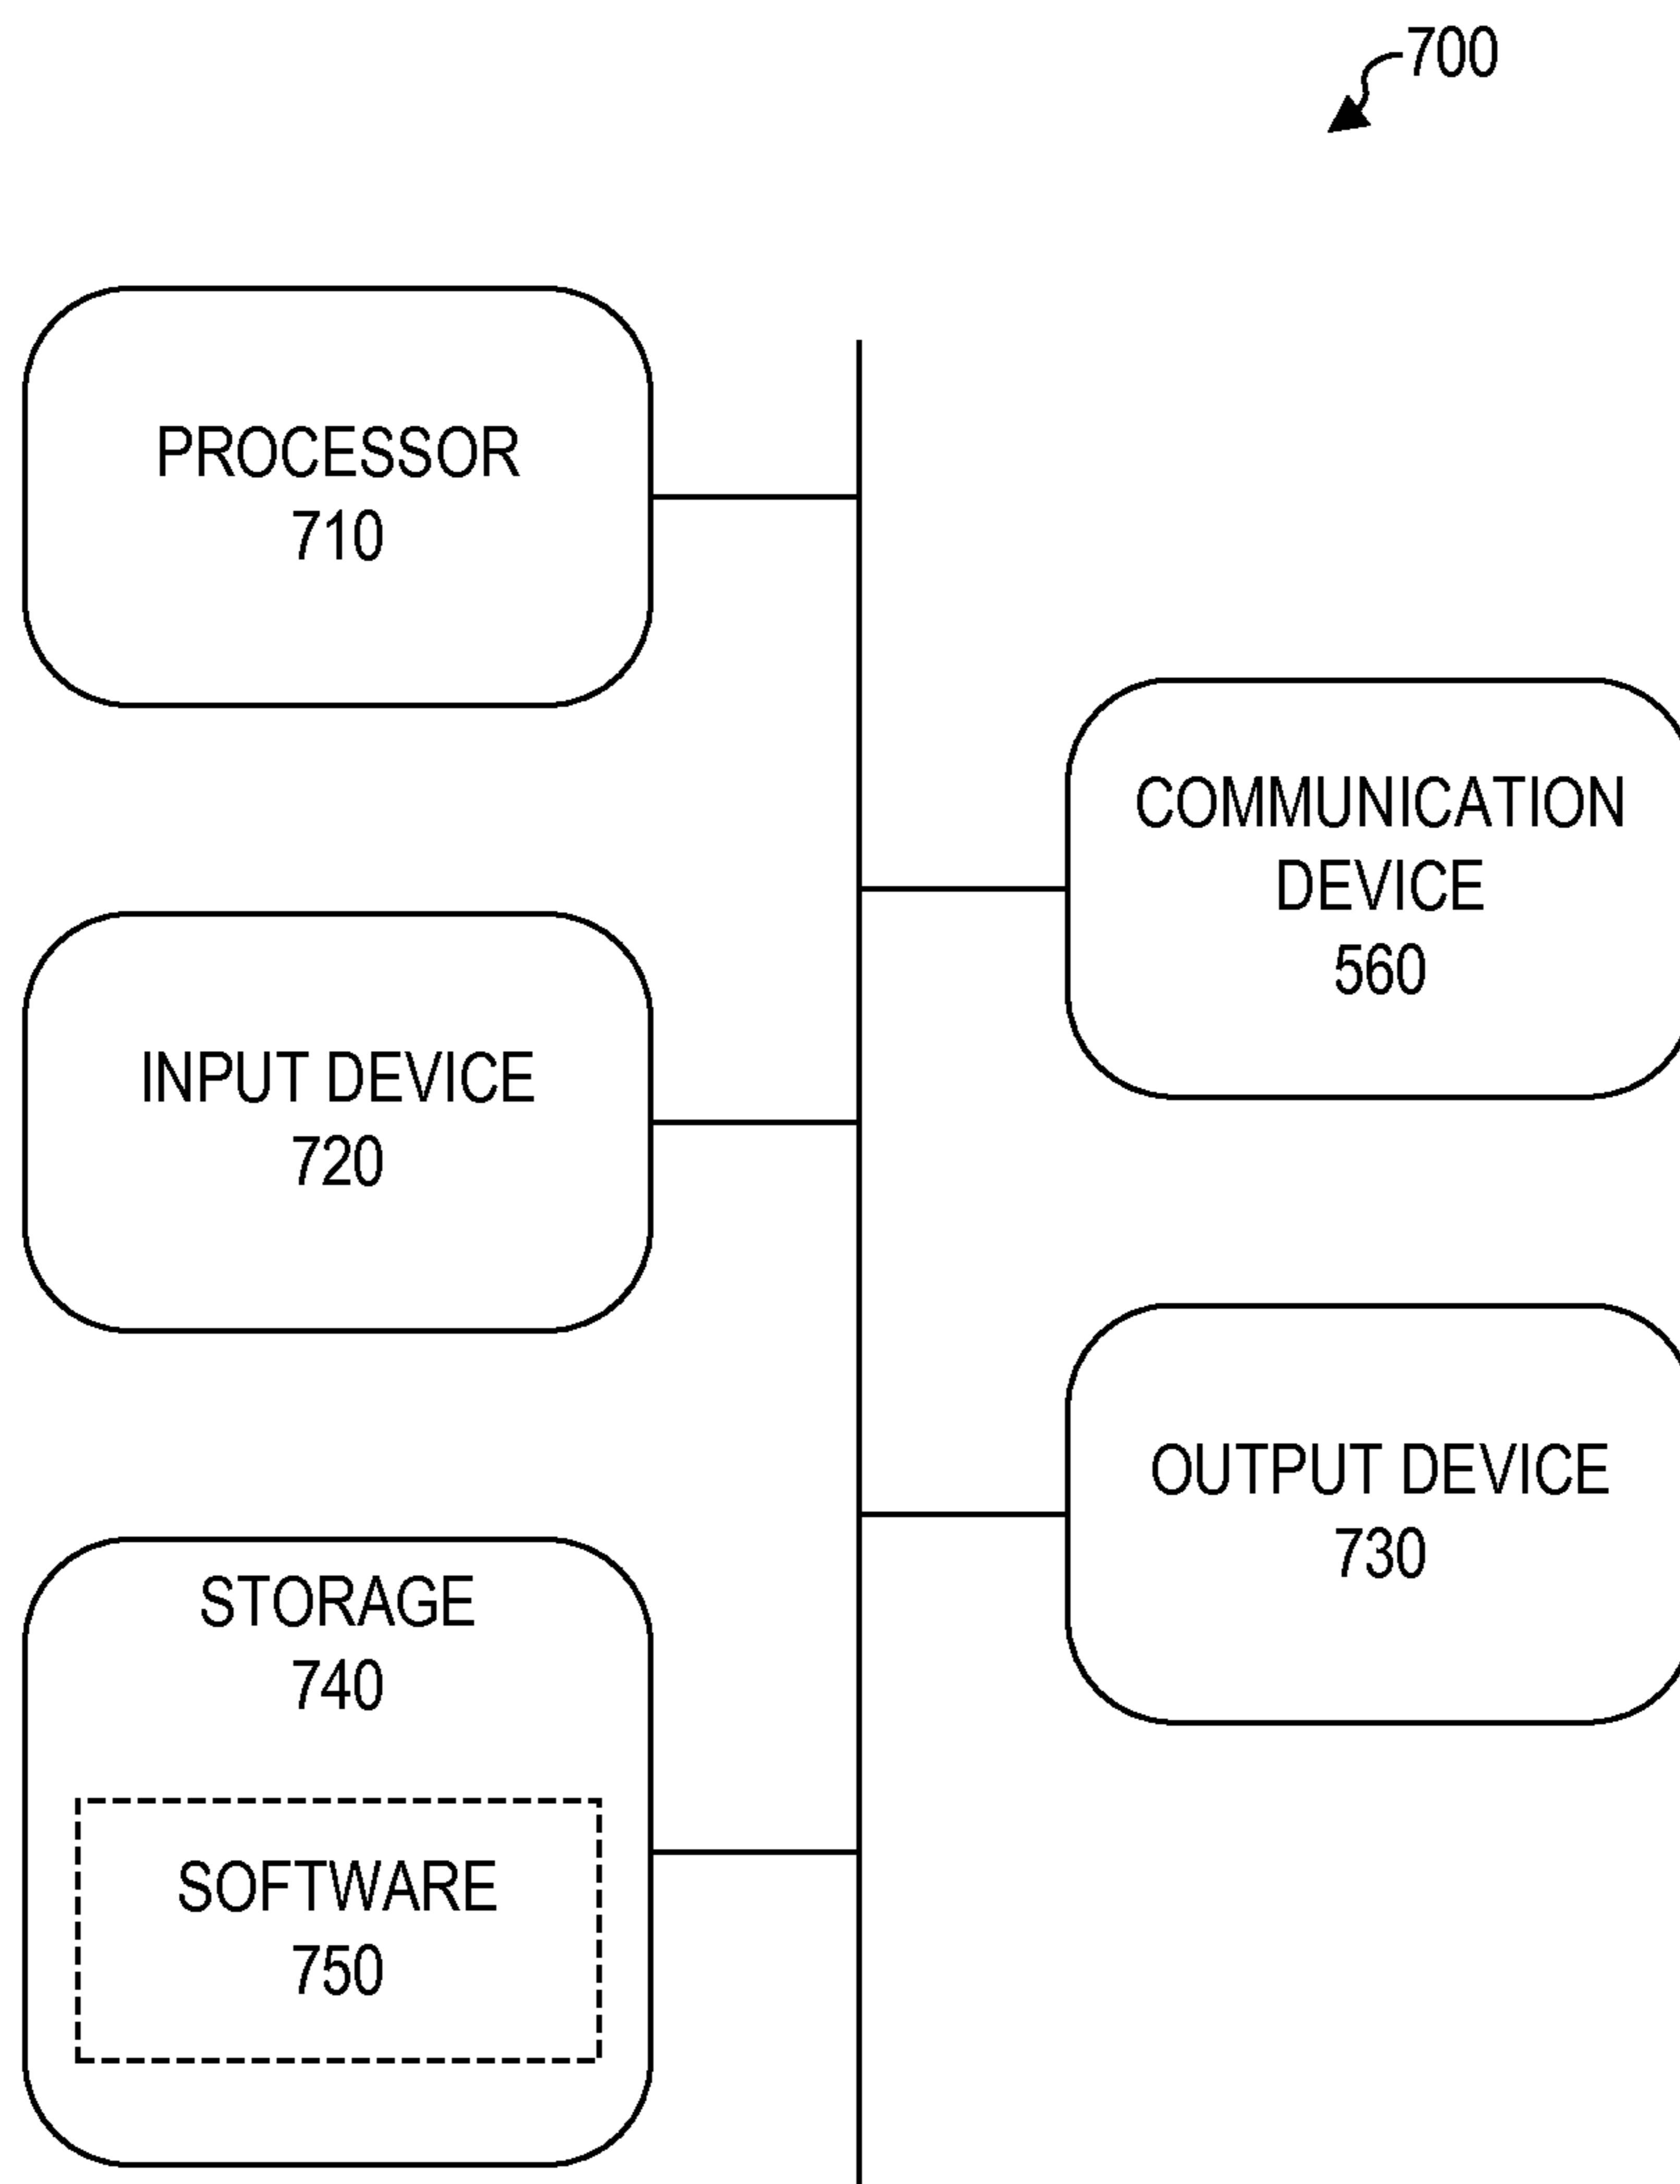 700
PROCESSOR
710
COMMUNICATION
DEVICE
560
INPUT DEVICE
720
OUTPUT DEVICE
730
STORAGE
740
SOFTWARE
750